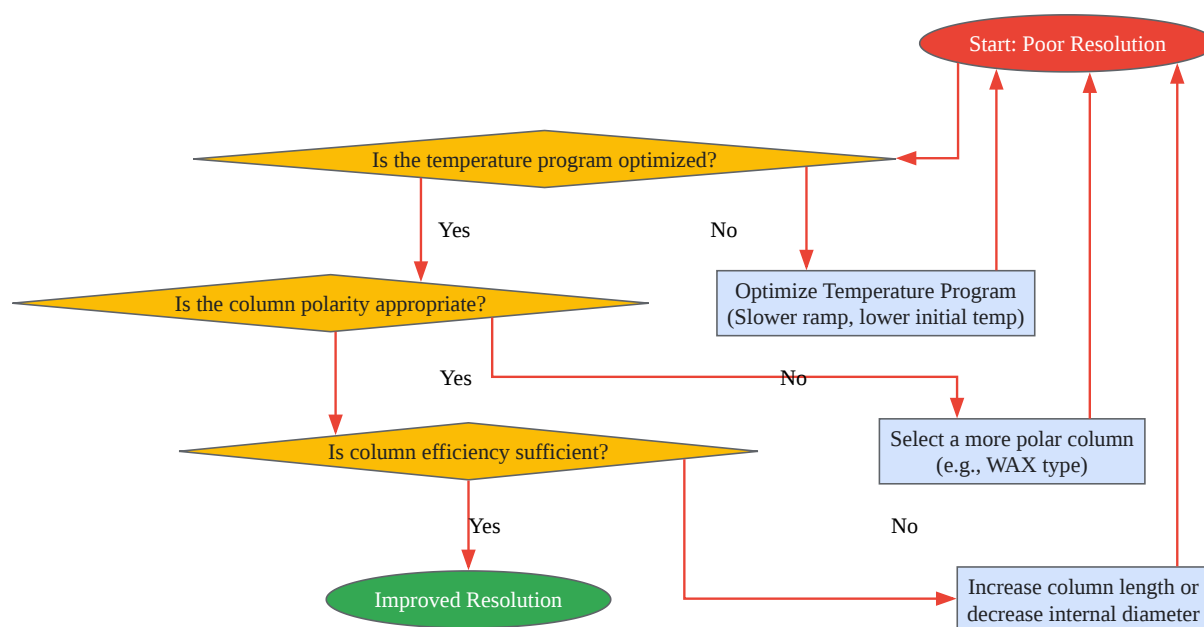 Start: Poor Resolution
Is the temperature program optimized?
Yes
No
Optimize Temperature Program
(Slower ramp, lower initial temp)
Is the column polarity appropriate?
Yes
No
Select a more polar column
(e.g., WAX type)
Is column efficiency sufficient?
Yes
No
Improved Resolution
Increase column length or
decrease internal diameter